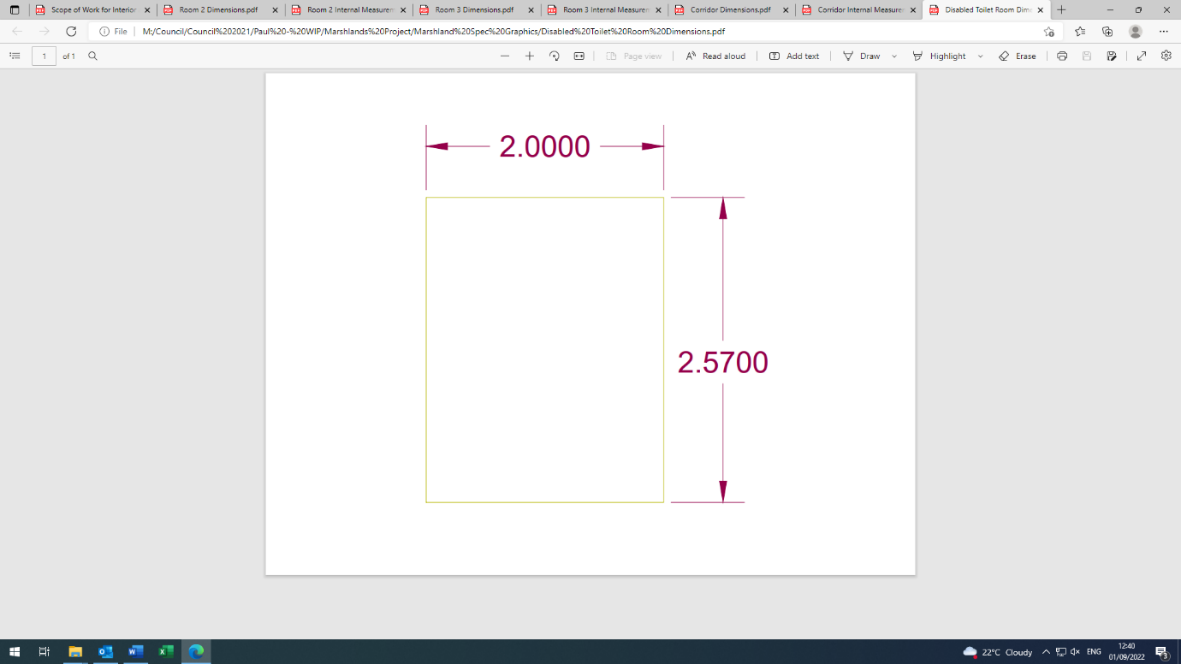 Scope of Work for Interior
Room 2 Dimensions.pdf
Room 2 Internal Measurem
Room 3 Dimensions.pdf
Room 3 Internal Measurem
Corridor Dimensions.pdf
Corridor Internal Measure
Disabled Toilet Room Dim
File
M:/Council/Council%202021/Paul%20-%20WIP/Marshlands%20Project/Marshland%20Spec%20Graphics/Disabled%20Toilet%20Room%20Dimensions.pdf
1 of 1
Page view
Read aloud
Add text
Draw
Highlight
Erase
2.0000
2.5700
22°C Cloudy
ENG
12:40
01/09/2022
3